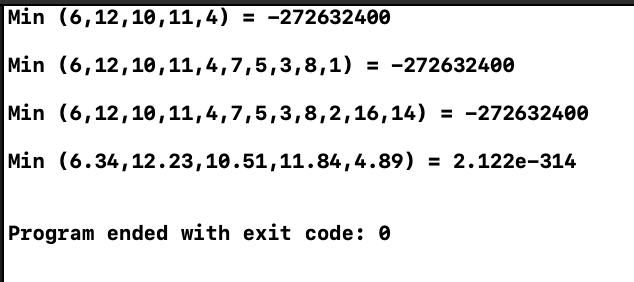 Min (6,12,10,11,4) = -272632400
Min (6,12,10,11,4,7,5,3,8,1) = -272632400
Min (6,12,10,11,4,7,5,3,8,2,16,14) = -272632400
Min (6.34,12.23,10.51,11.84,4.89) = 2.122e-314
Program ended with exit code: 0